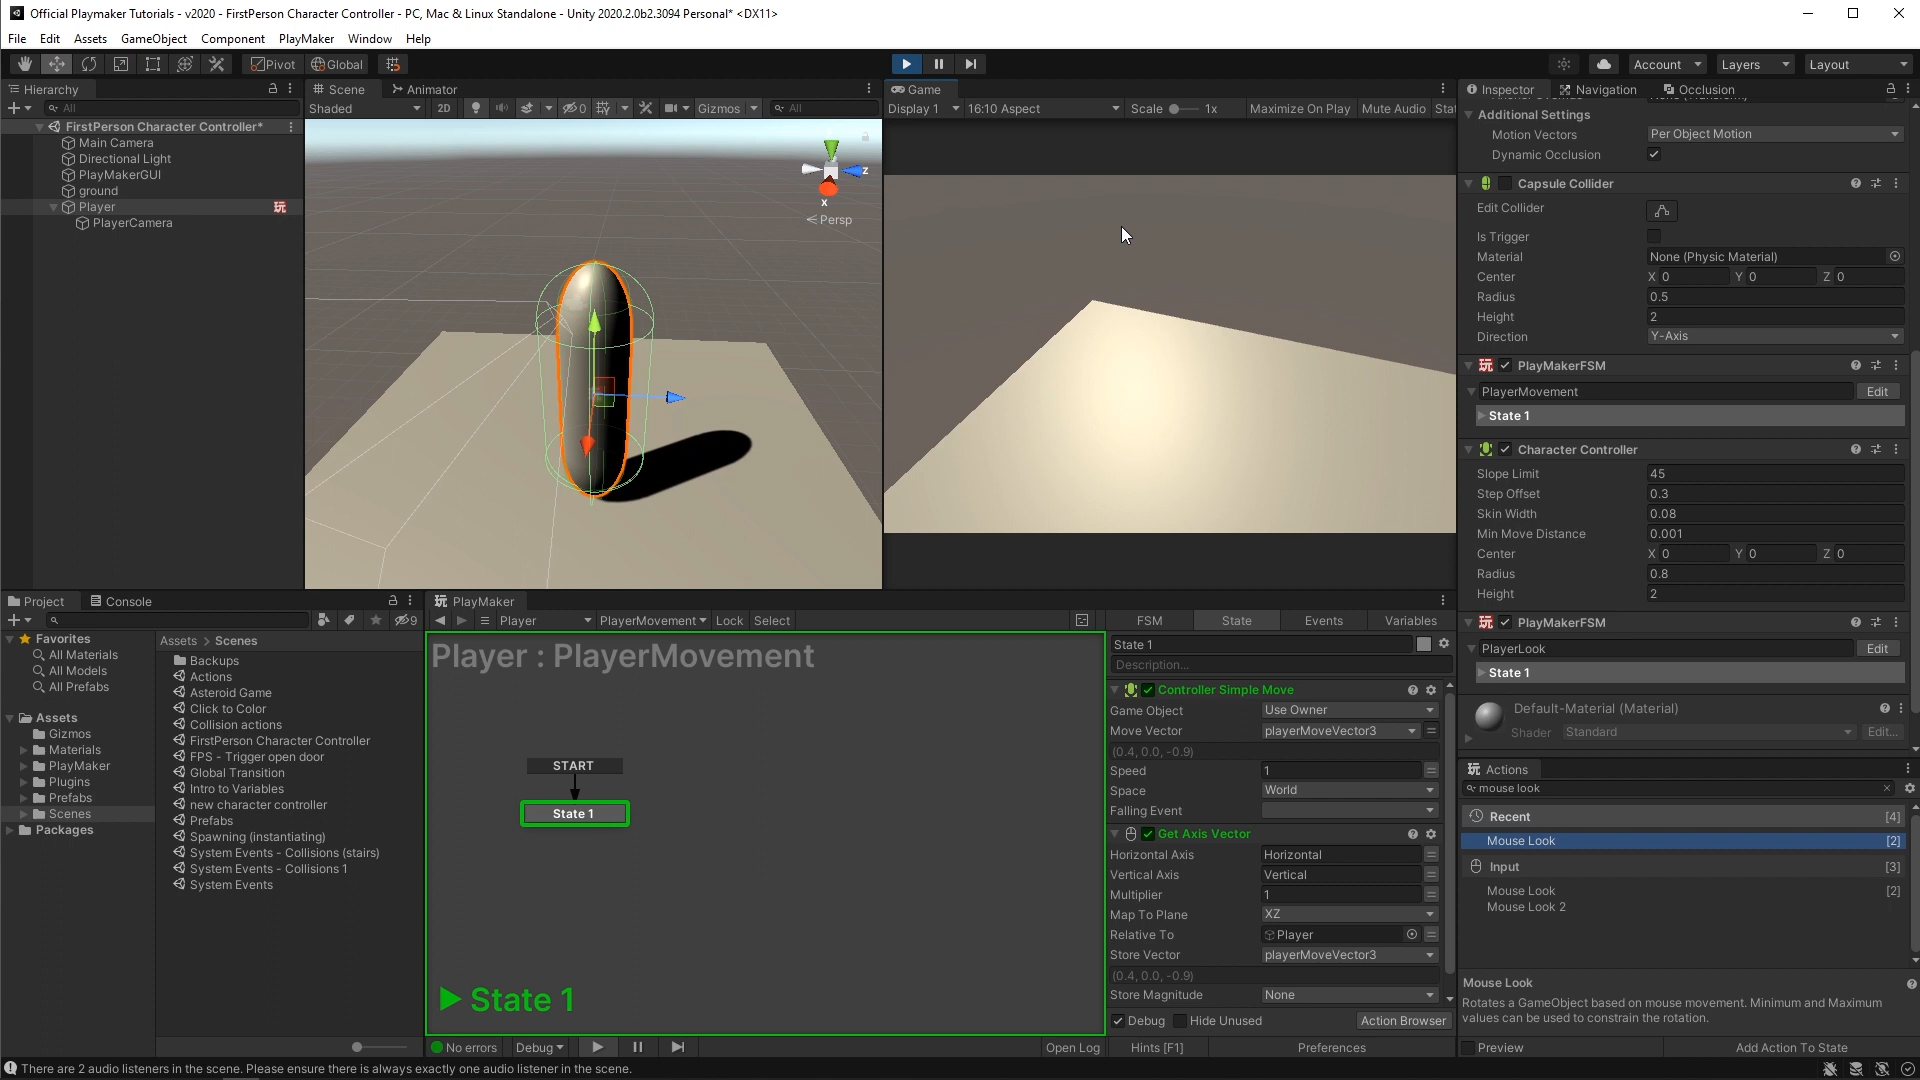 Official Playmaker Tutorials - v2020 - FirstPerson Character Controller - PC, Mac & Linux Standalone - Unity 2020.2.0b2.3094 Personal* <DX11>
File Edit Assets GameObject Component PlayMaker Window Help
Pivot Global Account Layers Layout
Hierarchy
All
FirstPerson Character Controller*
Main Camera
Directional Light
PlayMakerGUI
ground
Player
PlayerCamera
Scene Animator
Shaded 2D 0 Gizmos All
z
x
Persp
Game
Display 1 16:10 Aspect Scale 1x Maximize On Play Mute Audio Stat
Inspector Navigation Occlusion
Additional Settings
Motion Vectors Per Object Motion
Dynamic Occlusion
Capsule Collider
Edit Collider
Is Trigger
Material None (Physic Material)
Center X 0 Y 0 Z 0
Radius 0.5
Height 2
Direction Y-Axis
玩 PlayMakerFSM
PlayerMovement Edit
State 1
Character Controller
Slope Limit 45
Step Offset 0.3
Skin Width 0.08
Min Move Distance 0.001
Center X 0 Y 0 Z 0
Radius 0.8
Height 2
玩 PlayMakerFSM
PlayerLook Edit
State 1
Default-Material (Material)
Shader Standard Edit...
Project Console
9
Favorites
All Materials
All Models
All Prefabs
Assets
Gizmos
Materials
PlayMaker
Plugins
Prefabs
Scenes
Packages
Assets > Scenes
Backups
Actions
Asteroid Game
Click to Color
Collision actions
FirstPerson Character Controller
FPS - Trigger open door
Global Transition
Intro to Variables
new character controller
Prefabs
Spawning (instantiating)
System Events - Collisions (stairs)
System Events - Collisions 1
System Events
玩 PlayMaker
Player PlayerMovement Lock Select
Player : PlayerMovement
START
State 1
State 1
No errors Debug Open Log
FSM State Events Variables
State 1
Description...
Controller Simple Move
Game Object Use Owner
Move Vector playerMoveVector3
(0.4, 0.0, -0.9)
Speed 1
Space World
Falling Event
Get Axis Vector
Horizontal Axis Horizontal
Vertical Axis Vertical
Multiplier 1
Map To Plane XZ
Relative To Player
Store Vector playerMoveVector3
(0.4, 0.0, -0.9)
Store Magnitude None
Debug Hide Unused Action Browser
Hints [F1] Preferences
Actions
mouse look
Recent [4]
Mouse Look [2]
Input [3]
Mouse Look [2]
Mouse Look 2
Mouse Look
Rotates a GameObject based on mouse movement. Minimum and Maximum
values can be used to constrain the rotation.
Preview Add Action To State
There are 2 audio listeners in the scene. Please ensure there is always exactly one audio listener in the scene.